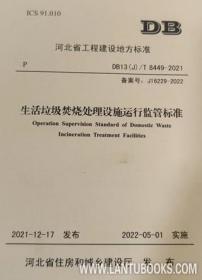 ICS 91.010
DB
河北省工程建设地方标准
P
DB13(J)/T 8449-2021
备案号：J16229-2022
生活垃圾焚烧处理设施运行监管标准
Operation Supervision Standard of Domestic Waste
Incineration Treatment Facilities
2021-12-17 发布
2022-05-01 实施
河北省住房和城乡建设厅 发布
WWW.LANTUBOOKS.COM